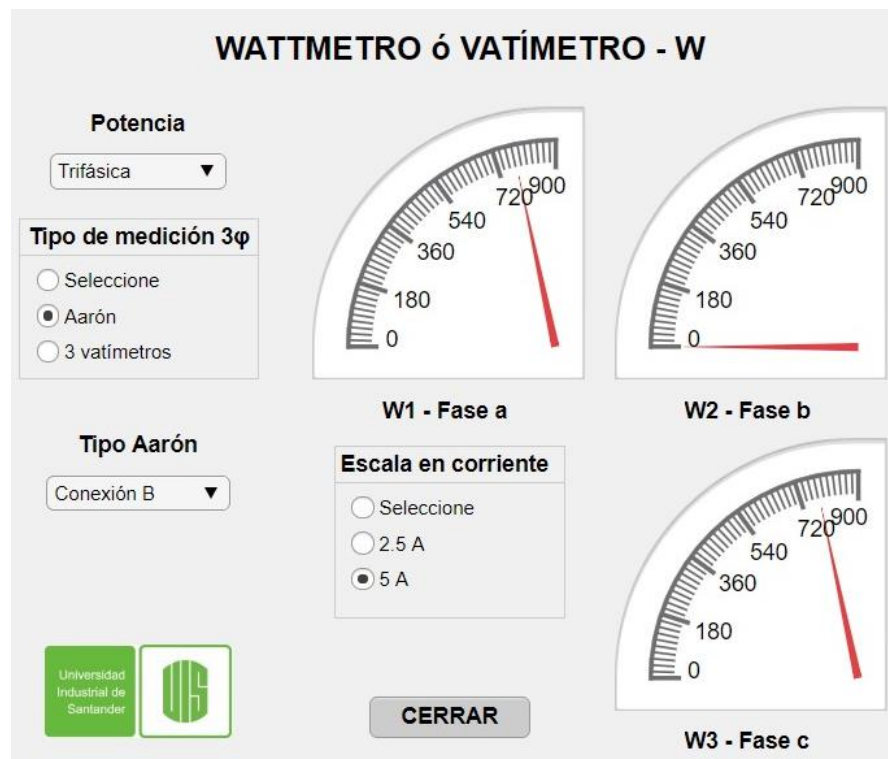 WATTMETRO ó VATÍMETRO - W
Potencia
Trifásica
Tipo de medición 3φ
Seleccione
Aarón
3 vatímetros
0
180
360
540
720
900
W1 - Fase a
0
180
360
540
720
900
W2 - Fase b
Tipo Aarón
Conexión B
Escala en corriente
Seleccione
2.5 A
5 A
0
180
360
540
720
900
W3 - Fase c
Universidad
Industrial de
Santander
CERRAR